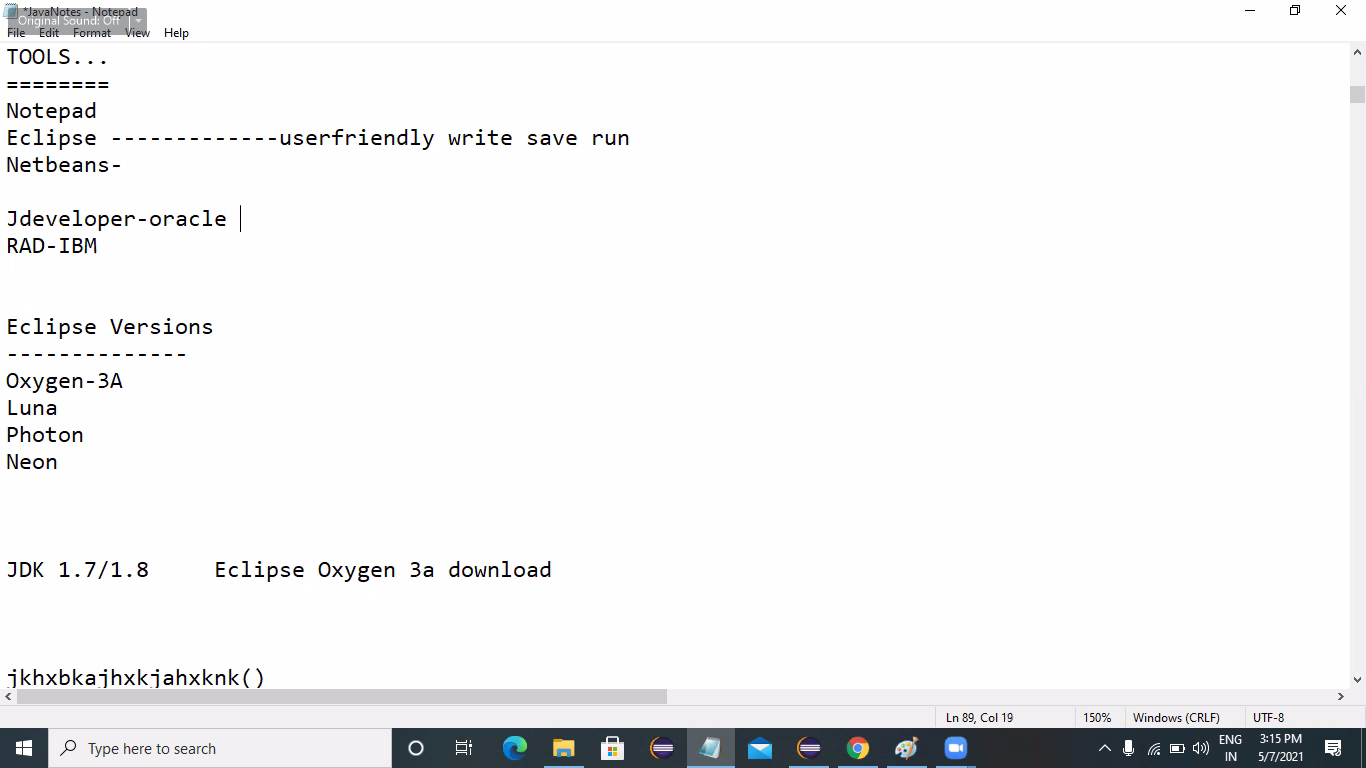 *JavaNotes - Notepad
Original Sound: Off
File Edit Format View Help
TOOLS...
========
Notepad
Eclipse -------------userfriendly write save run
Netbeans-
Jdeveloper-oracle
RAD-IBM
Eclipse Versions
--------------
Oxygen-3A
Luna
Photon
Neon
JDK 1.7/1.8 Eclipse Oxygen 3a download
jkhxbkajhxkjahxknk()
Ln 89, Col 19 150% Windows (CRLF) UTF-8
Type here to search
ENG
IN
3:15 PM
5/7/2021